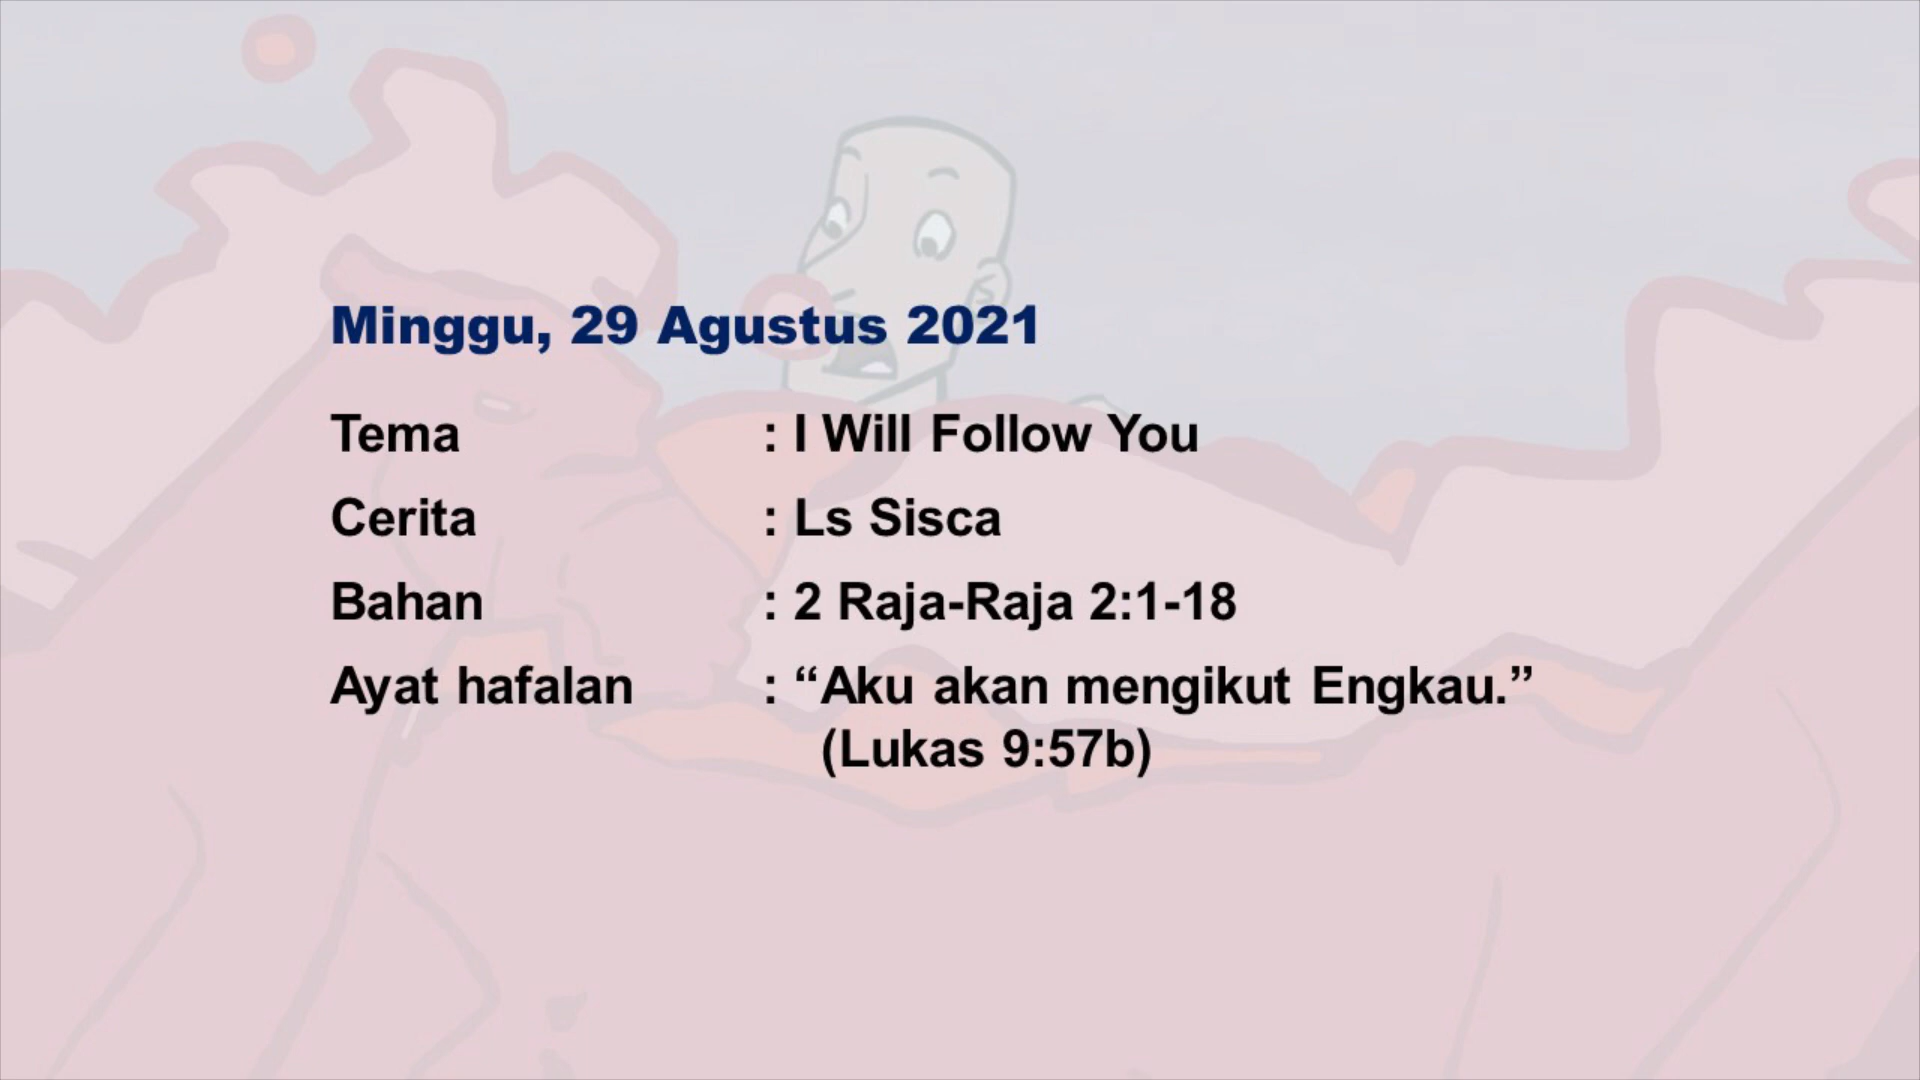 Minggu, 29 Agustus 2021
Tema : I Will Follow You
Cerita : Ls Sisca
Bahan : 2 Raja-Raja 2:1-18
Ayat hafalan : “Aku akan mengikut Engkau.”
(Lukas 9:57b)